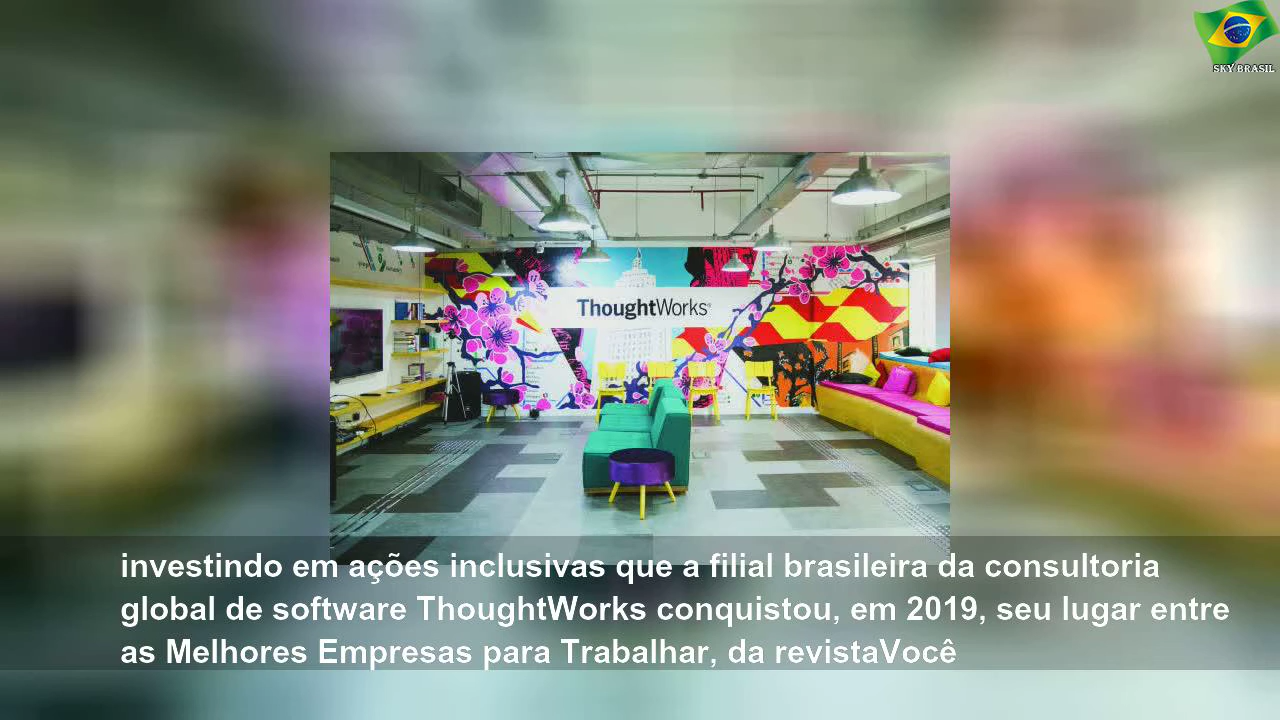 SKY BRASIL
ThoughtWorks®
investindo em ações inclusivas que a filial brasileira da consultoria
global de software ThoughtWorks conquistou, em 2019, seu lugar entre
as Melhores Empresas para Trabalhar, da revistaVocê